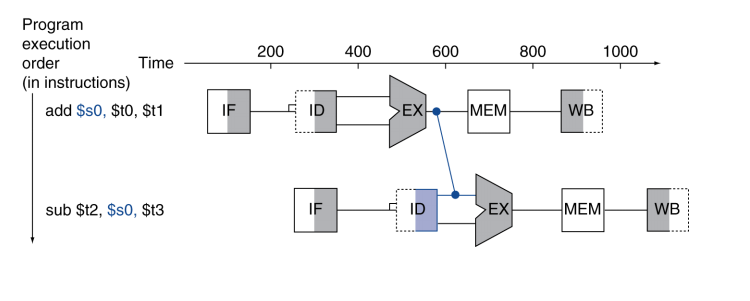 Program
execution
order
(in instructions)
Time
200 400 600 800 1000
add $s0, $t0, $t1
IF ID EX MEM WB
sub $t2, $s0, $t3
IF ID EX MEM WB